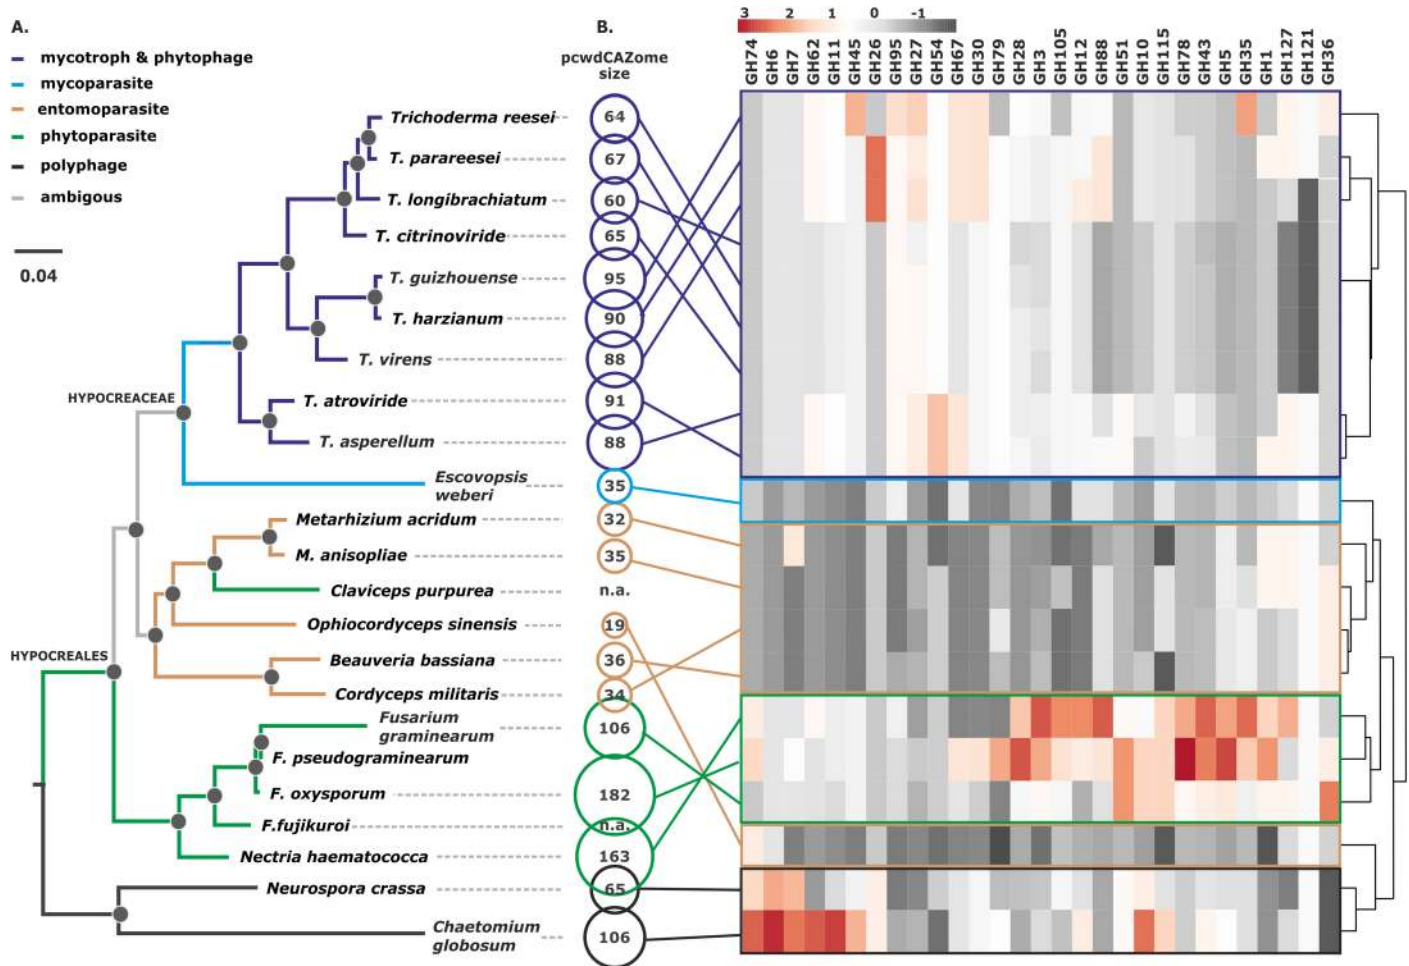 A.
mycotroph & phytophage
mycoparasite
entomoparasite
phytoparasite
polyphage
ambigous
0.04
HYPOCREACEAE
HYPOCREALES
Trichoderma reesei
T. parareesei
T. longibrachiatum
T. citrinoviride
T. guizhouense
T. harzianum
T. virens
T. atroviride
T. asperellum
Escovopsis
weberi
Metarhizium acridum
M. anisopliae
Claviceps purpurea
Ophiocordyceps sinensis
Beauveria bassiana
Cordyceps militaris
Fusarium
graminearum
F. pseudograminearum
F. oxysporum
F.fujikuroi
Nectria haematococca
Neurospora crassa
Chaetomium
globosum
B.
pcwdCAZome
size
64
67
60
65
95
90
88
91
88
35
32
35
n.a.
19
36
34
106
182
n.a.
163
65
106
3 2 11 0 -1
GH74
GH6
GH7
GH62
GH11
GH45
GH26
GH95
GH27
GH54
GH67
GH30
GH79
GH28
GH3
GH105
GH12
GH88
GH51
GH10
GH115
GH78
GH43
GH5
GH35
GH1
GH127
GH121
GH36